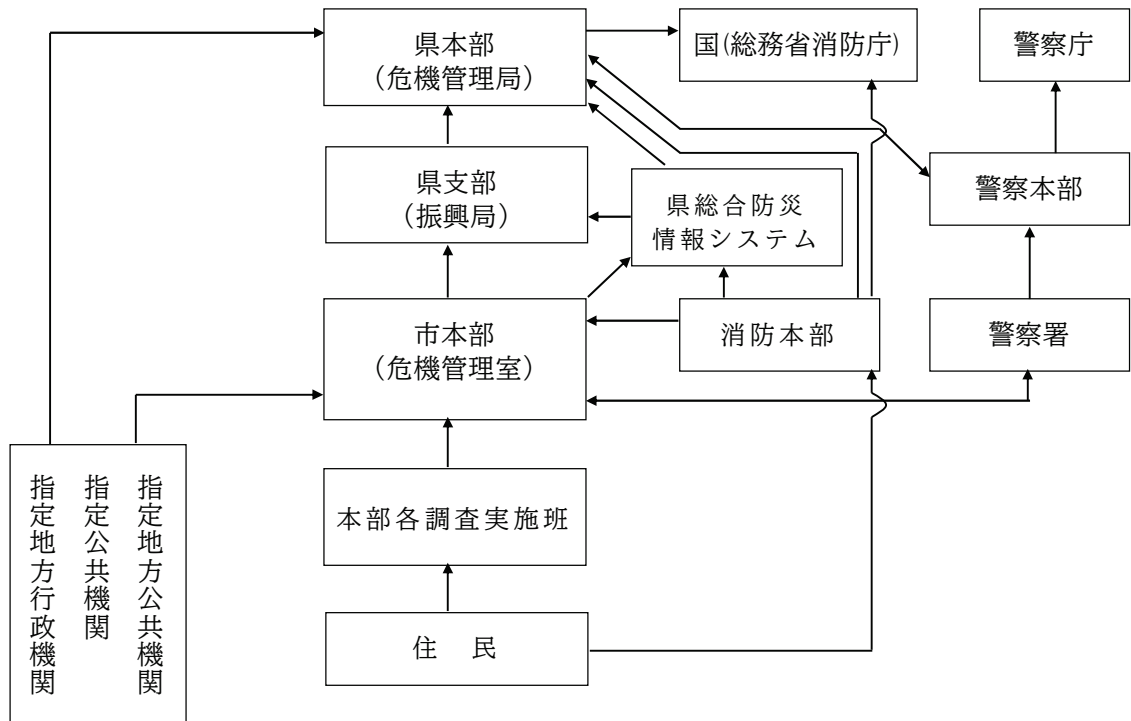 県本部
（危機管理局）
国(総務省消防庁)
警察庁
県支部
（振興局）
県総合防災
情報システム
警察本部
市本部
（危機管理室）
消防本部
警察署
本部各調査実施班
住　民
指定地方行政機関
指定公共機関
指定地方公共機関